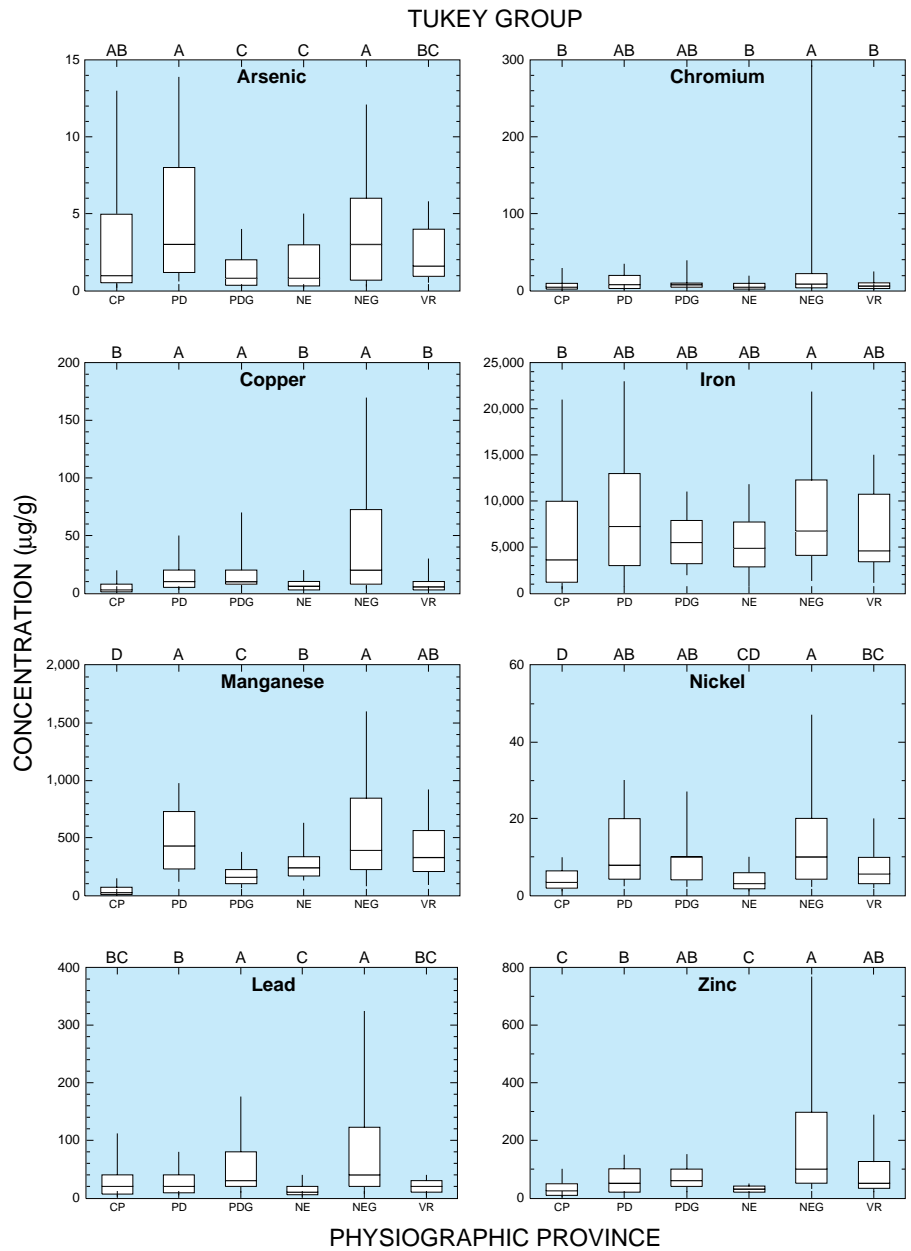 TUKEY GROUP
AB A C C A BC
Arsenic
15
10
5
0
CP PD PDG NE NEG VR
B AB AB B A B
Chromium
300
200
100
0
CP PD PDG NE NEG VR
B A A B A B
Copper
200
150
100
50
0
CP PD PDG NE NEG VR
B AB AB AB A AB
Iron
25,000
20,000
15,000
10,000
5,000
0
CP PD PDG NE NEG VR
CONCENTRATION (µg/g)
D A C B A AB
Manganese
2,000
1,500
1,000
500
0
CP PD PDG NE NEG VR
D AB AB CD A BC
Nickel
60
40
20
0
CP PD PDG NE NEG VR
BC B A C A BC
Lead
400
300
200
100
0
CP PD PDG NE NEG VR
C B AB C A AB
Zinc
800
600
400
200
0
CP PD PDG NE NEG VR
PHYSIOGRAPHIC PROVINCE